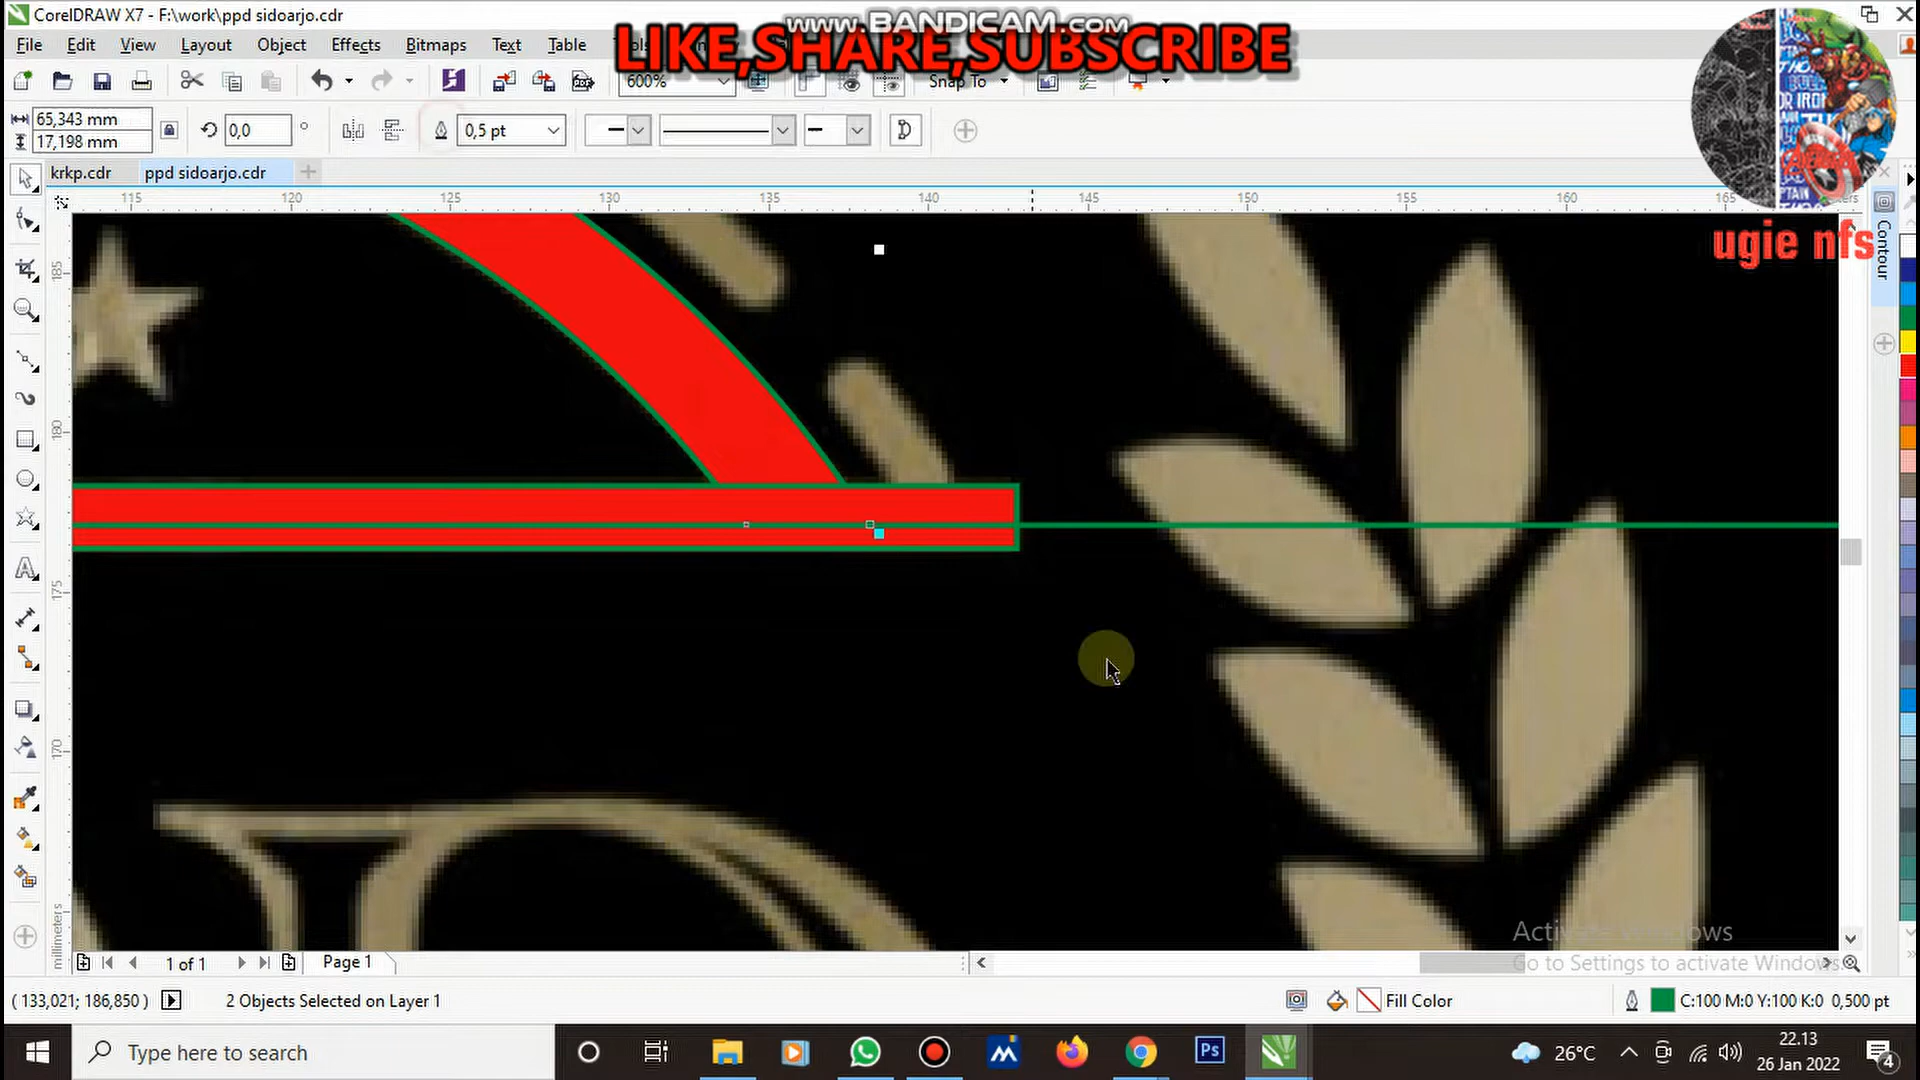 CorelDRAW X7 - F:\work\ppd sidoarjo.cdr
www.BANDICAM.com
LIKE,SHARE,SUBSCRIBE
File Edit View Layout Object Effects Bitmaps Text Table
600% Snap To
65,343 mm
17,198 mm
0,0 °
0,5 pt
krkp.cdr ppd sidoarjo.cdr
115 120 125 130 135 140 145 150 155 160 165
ugie nfs
Contour
185
180
175
170
millimeters
1 of 1 Page 1
Activate Windows
Go to Settings to activate Windows.
( 133,021; 186,850 ) 2 Objects Selected on Layer 1 Fill Color C:100 M:0 Y:100 K:0 0,500 pt
Type here to search
Ps
26°C
22.13
26 Jan 2022
4